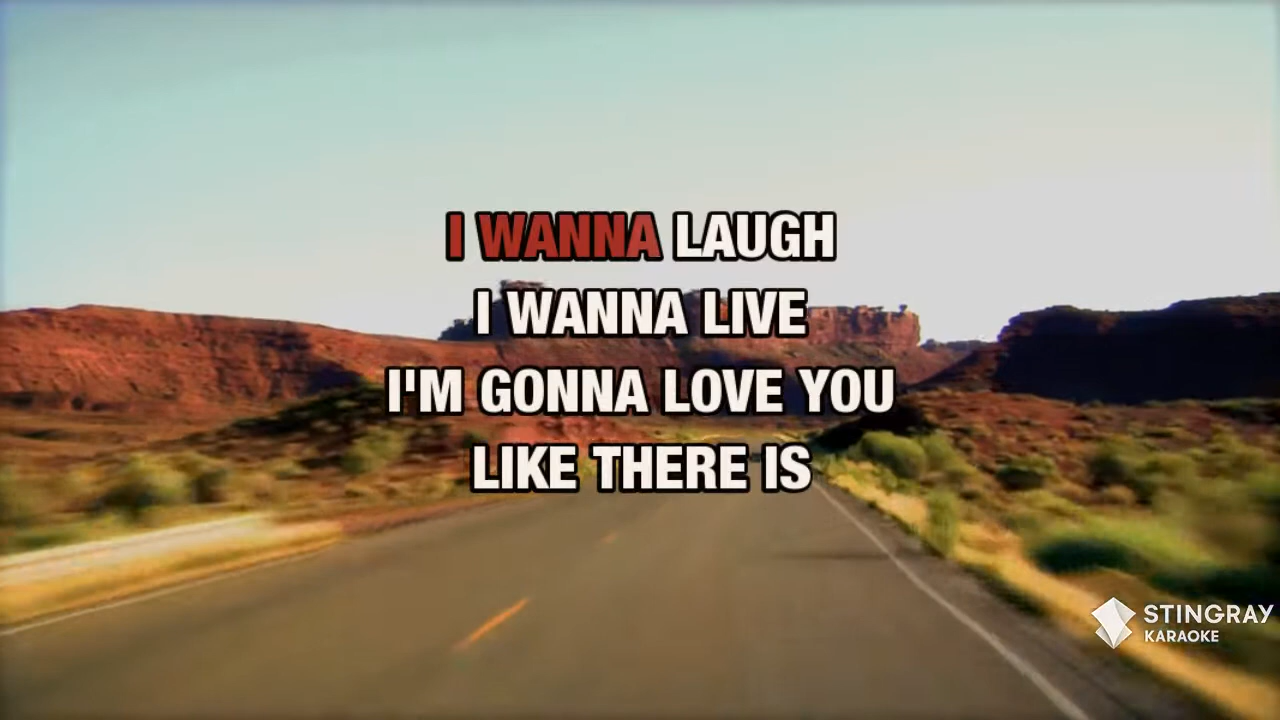 I WANNA LAUGH
I WANNA LIVE
I'M GONNA LOVE YOU
LIKE THERE IS
STINGRAY
KARAOKE